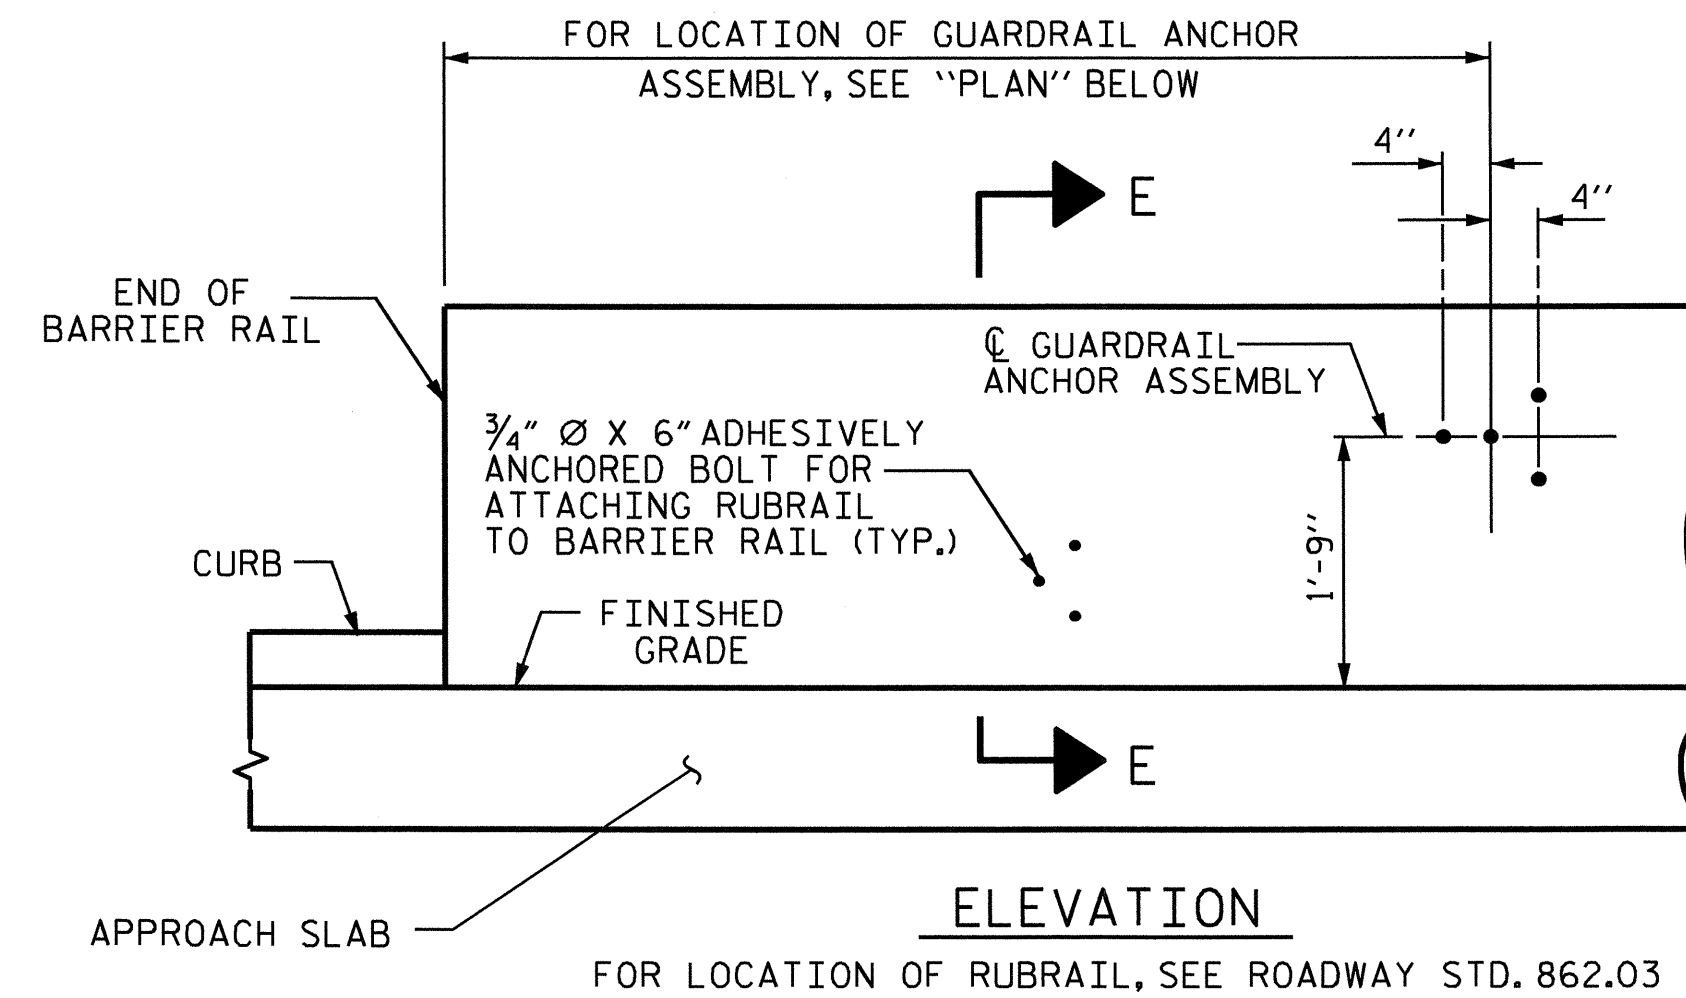 FOR LOCATION OF GUARDRAIL ANCHOR
ASSEMBLY, SEE "PLAN" BELOW
4"
4"
E
END OF
BARRIER RAIL
℄ GUARDRAIL
ANCHOR ASSEMBLY
3/4" Ø X 6" ADHESIVELY
ANCHORED BOLT FOR
ATTACHING RUBRAIL
TO BARRIER RAIL (TYP.)
1'-9"
CURB
FINISHED
GRADE
E
APPROACH SLAB
ELEVATION
FOR LOCATION OF RUBRAIL, SEE ROADWAY STD. 862.03